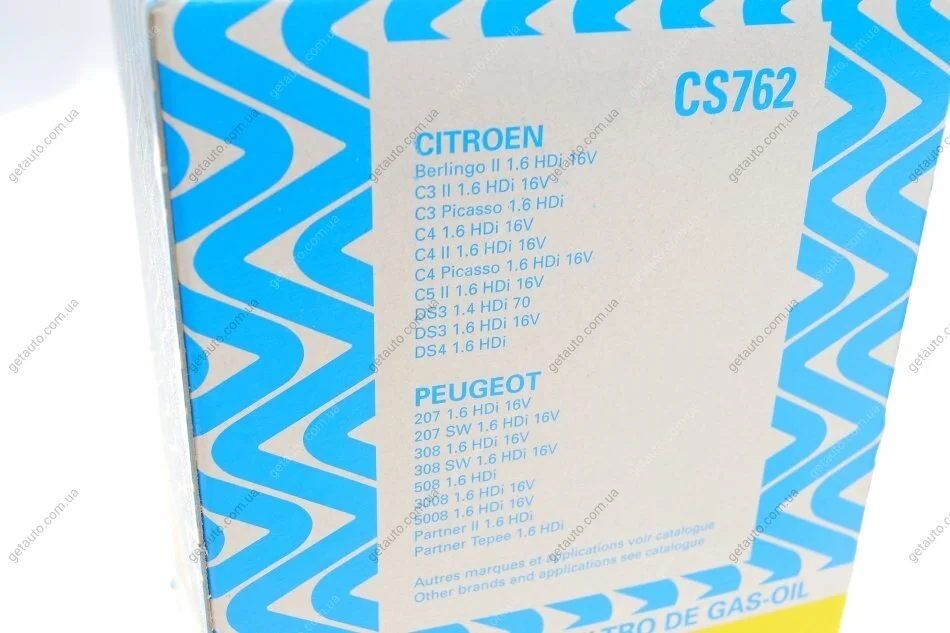 CS762
CITROEN
Berlingo II 1.6 HDi 16V
C3 II 1.6 HDi 16V
C3 Picasso 1.6 HDi
C4 1.6 HDi 16V
C4 II 1.6 HDi 16V
C4 Picasso 1.6 HDi 16V
C5 II 1.6 HDi 16V
DS3 1.4 HDi 70
DS3 1.6 HDi 16V
DS4 1.6 HDi
PEUGEOT
207 1.6 HDi 16V
207 SW 1.6 HDi 16V
308 1.6 HDi 16V
308 SW 1.6 HDi 16V
508 1.6 HDi
3008 1.6 HDi 16V
5008 1.6 HDi 16V
Partner II 1.6 HDi
Partner Tepee 1.6 HDi
Autres marques et applications voir catalogue
Other brands and applications see catalogue
DE GAS-OIL
getauto.com.ua